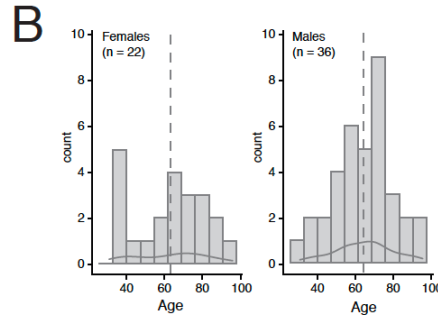 B
Females
(n = 22)
10
8
6
4
2
0
count
40 60 80 100
Age
Males
(n = 36)
10
8
6
4
2
0
count
40 60 80 100
Age